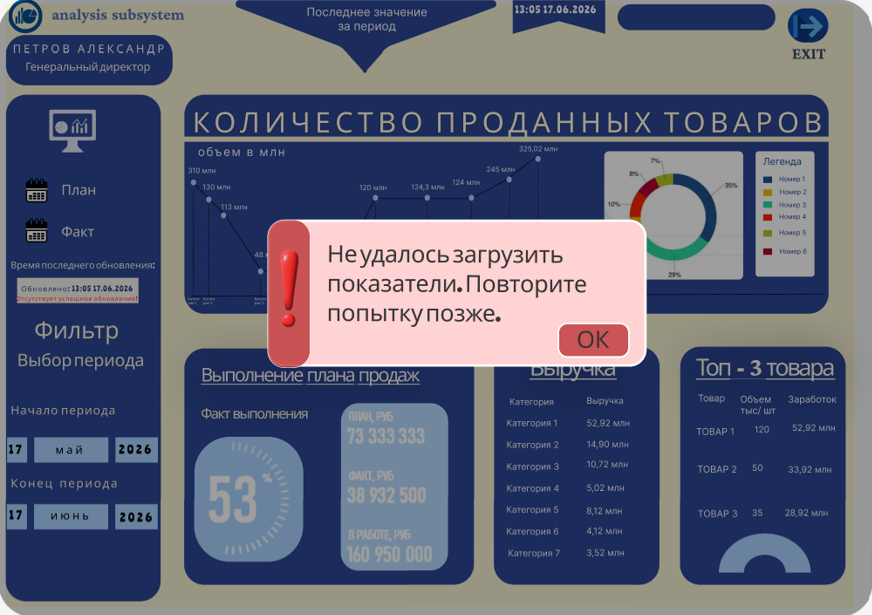 analysis subsystem
Последнее значение
за период
13:05 17.06.2026
EXIT
ПЕТРОВ АЛЕКСАНДР
Генеральный директор
План
Факт
Время последнего обновления:
Обновлено: 13:05 17.06.2026
Отсутствует успешное обновление!
Фильтр
Выбор периода
Начало периода
17 май 2026
Конец периода
17 июнь 2026
КОЛИЧЕСТВО ПРОДАННЫХ ТОВАРОВ
объем в млн
310 млн
130 млн
113 млн
48
120 млн
124,3 млн
124 млн
245 млн
325,02 млн
7%
8%
10%
35%
29%
Легенда
Номер 1
Номер 2
Номер 3
Номер 4
Номер 5
Номер 6
Не удалось загрузить
показатели. Повторите
попытку позже.
ОК
Выполнение плана продаж
Факт выполнения
53%
ПЛАН, РУБ
73 333 333
ФАКТ, РУБ
38 932 500
В РАБОТЕ, РУБ
160 950 000
Выручка
Категория Выручка
Категория 1 52,92 млн
Категория 2 14,90 млн
Категория 3 10,72 млн
Категория 4 5,02 млн
Категория 5 8,12 млн
Категория 6 4,12 млн
Категория 7 3,52 млн
Топ - 3 товара
Товар Объем тыс/ шт Заработок
ТОВАР 1 120 52,92 млн
ТОВАР 2 50 33,92 млн
ТОВАР 3 35 28,92 млн